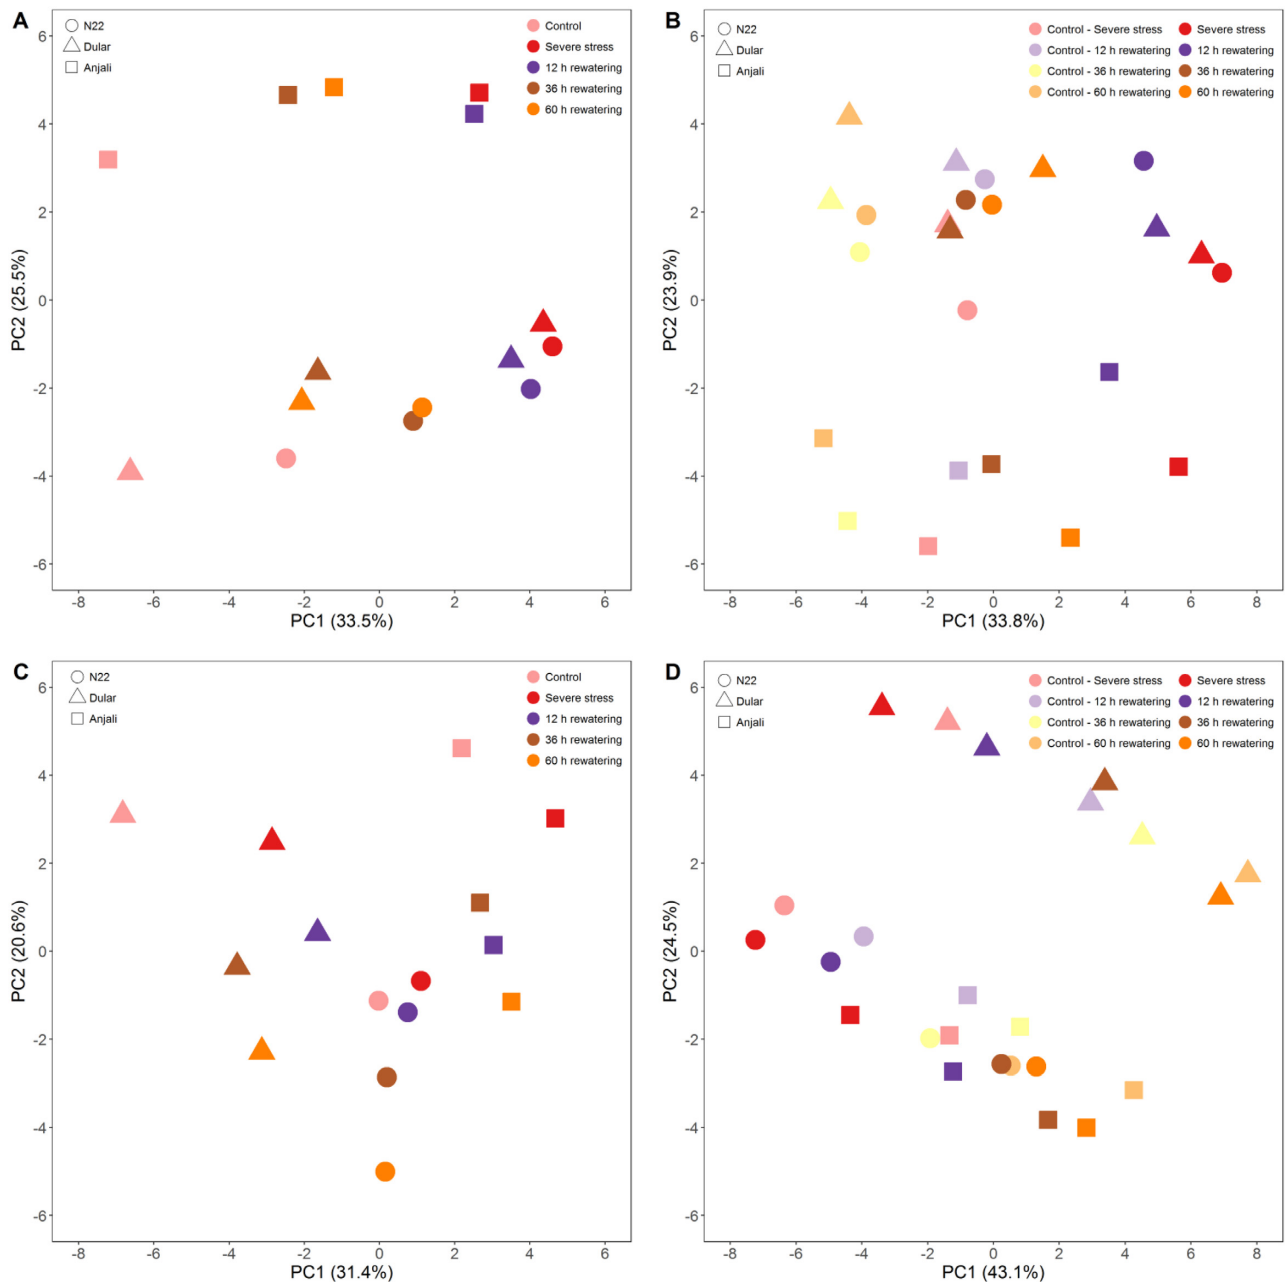 A
N22
Dular
Anjali
Control
Severe stress
12 h rewatering
36 h rewatering
60 h rewatering
6
4
2
0
-2
-4
-6
PC2 (25.5%)
-8 -6 -4 -2 0 2 4 6
PC1 (33.5%)
B
N22
Dular
Anjali
Control - Severe stress Severe stress
Control - 12 h rewatering 12 h rewatering
Control - 36 h rewatering 36 h rewatering
Control - 60 h rewatering 60 h rewatering
6
4
2
0
-2
-4
-6
PC2 (23.9%)
-8 -6 -4 -2 0 2 4 6 8
PC1 (33.8%)
C
N22
Dular
Anjali
Control
Severe stress
12 h rewatering
36 h rewatering
60 h rewatering
6
4
2
0
-2
-4
-6
PC2 (20.6%)
-8 -6 -4 -2 0 2 4 6
PC1 (31.4%)
D
N22
Dular
Anjali
Control - Severe stress Severe stress
Control - 12 h rewatering 12 h rewatering
Control - 36 h rewatering 36 h rewatering
Control - 60 h rewatering 60 h rewatering
6
4
2
0
-2
-4
-6
PC2 (24.5%)
-8 -6 -4 -2 0 2 4 6 8
PC1 (43.1%)